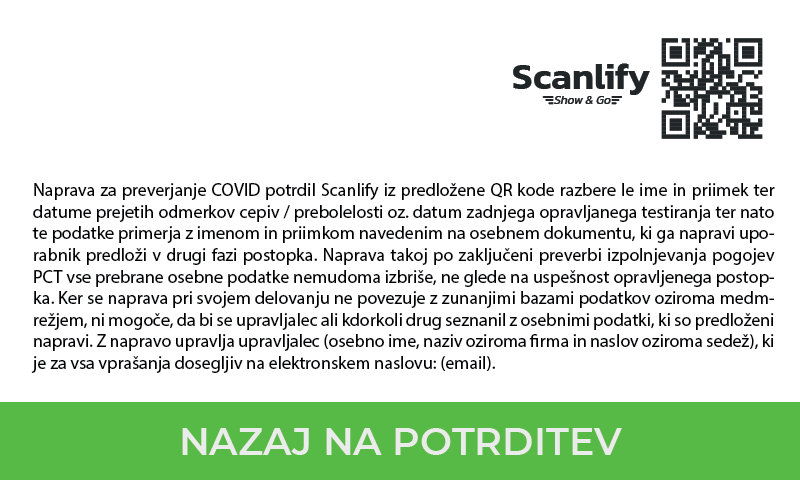 Scanlify
Show & Go
Naprava za preverjanje COVID potrdil Scanlify iz predložene QR kode razbere le ime in priimek ter
datume prejetih odmerkov cepiv / prebolelosti oz. datum zadnjega opravljanega testiranja ter nato
te podatke primerja z imenom in priimkom navedenim na osebnem dokumentu, ki ga napravi upo-
rabnik predloži v drugi fazi postopka. Naprava takoj po zaključeni preverbi izpolnjevanja pogojev
PCT vse prebrane osebne podatke nemudoma izbriše, ne glede na uspešnost opravljenega postop-
ka. Ker se naprava pri svojem delovanju ne povezuje z zunanjimi bazami podatkov oziroma medm-
režjem, ni mogoče, da bi se upravljalec ali kdorkoli drug seznanil z osebnimi podatki, ki so predloženi
napravi. Z napravo upravlja upravljalec (osebno ime, naziv oziroma firma in naslov oziroma sedež), ki
je za vsa vprašanja dosegljiv na elektronskem naslovu: (email).
NAZAJ NA POTRDITEV